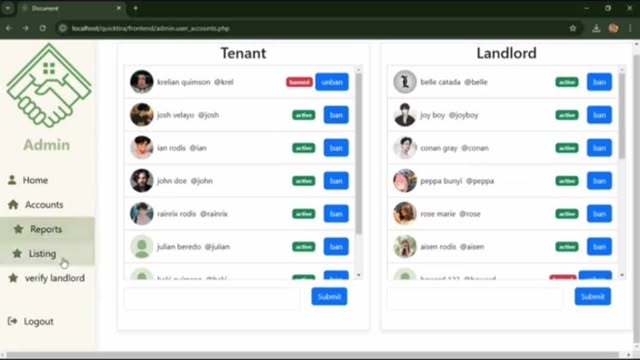 Document
localhost/quicktira/frontend/admin.user_accounts.php
Admin
Home
Accounts
Reports
Listing
verify landlord
Logout
Tenant
krelian quimson @krel banned unban
josh velayo @josh active ban
ian rodis @ian active ban
john doe @john active ban
rainrix rodis @rainrix active ban
julian beredo @julian active ban
Submit
Landlord
belle catada @belle active ban
joy boy @joyboy active ban
conan gray @conan active ban
peppa bunyi @peppa active ban
rose marie @rose active ban
aisen rodis @aisen active ban
Submit